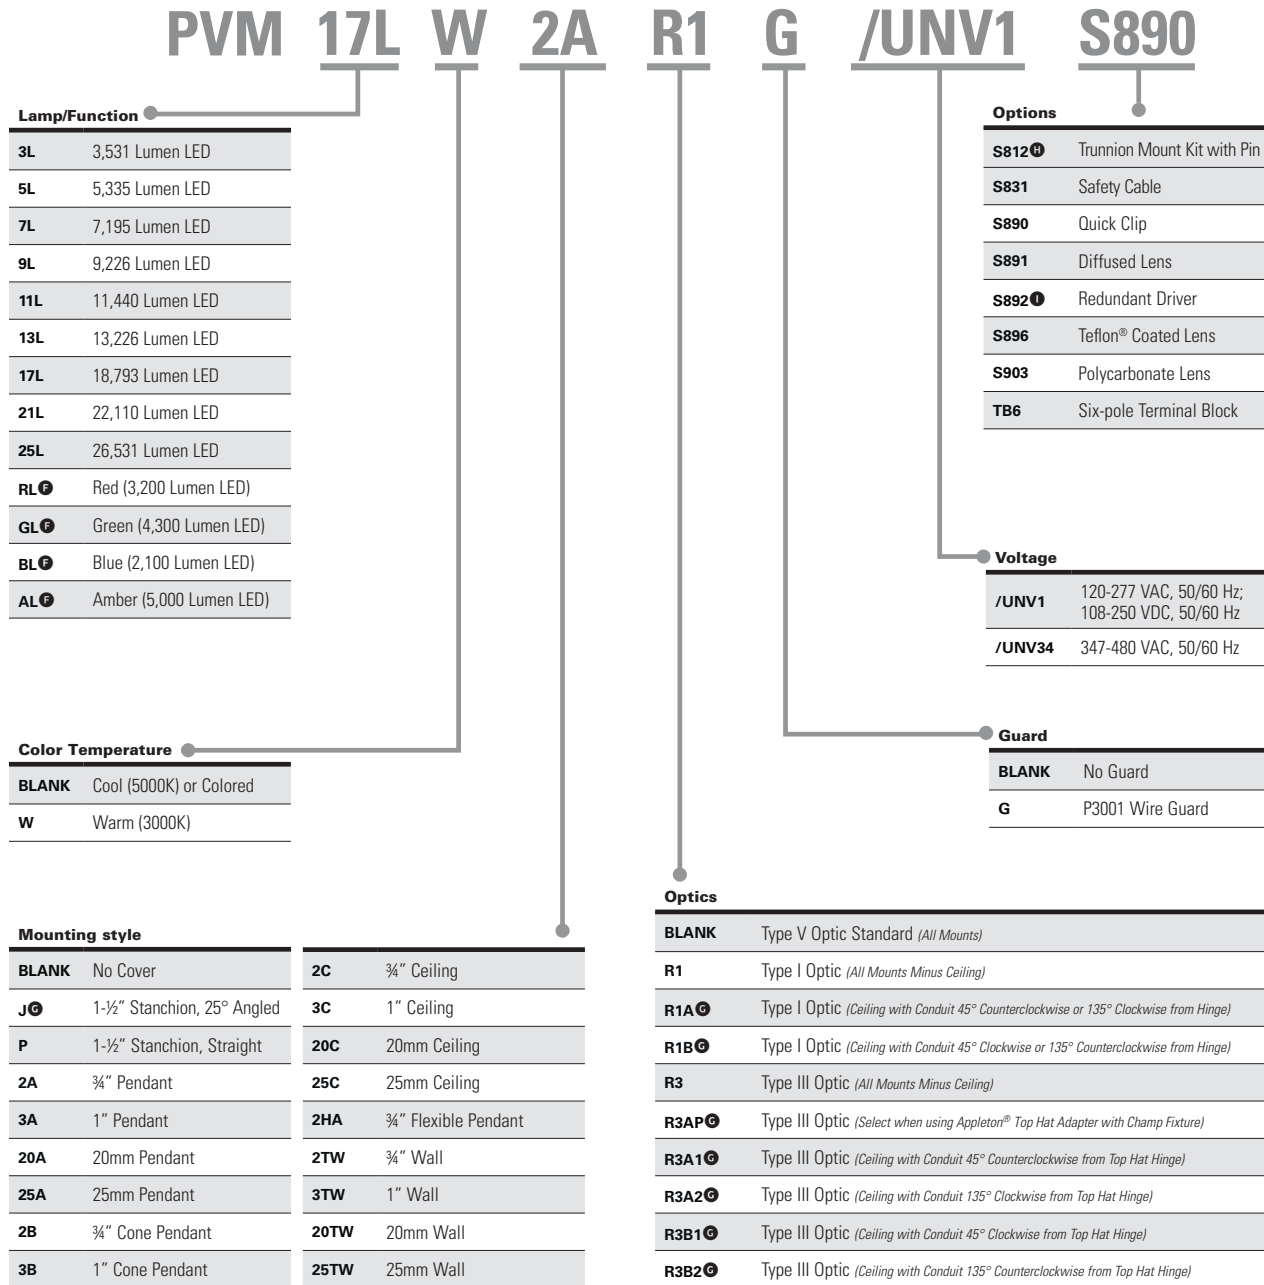 PVM 17L W 2A R1 G /UNV1 S890
Lamp/Function
3L 3,531 Lumen LED
5L 5,335 Lumen LED
7L 7,195 Lumen LED
9L 9,226 Lumen LED
11L 11,440 Lumen LED
13L 13,226 Lumen LED
17L 18,793 Lumen LED
21L 22,110 Lumen LED
25L 26,531 Lumen LED
RL🅕 Red (3,200 Lumen LED)
GL🅕 Green (4,300 Lumen LED)
BL🅕 Blue (2,100 Lumen LED)
AL🅕 Amber (5,000 Lumen LED)
Options
S812🅗 Trunnion Mount Kit with Pin
S831 Safety Cable
S890 Quick Clip
S891 Diffused Lens
S892🅘 Redundant Driver
S896 Teflon® Coated Lens
S903 Polycarbonate Lens
TB6 Six-pole Terminal Block
Voltage
/UNV1 120-277 VAC, 50/60 Hz;
108-250 VDC, 50/60 Hz
/UNV34 347-480 VAC, 50/60 Hz
Color Temperature
BLANK Cool (5000K) or Colored
W Warm (3000K)
Guard
BLANK No Guard
G P3001 Wire Guard
Mounting style
BLANK No Cover
J🅖 1-½" Stanchion, 25° Angled
P 1-½" Stanchion, Straight
2A ¾" Pendant
3A 1" Pendant
20A 20mm Pendant
25A 25mm Pendant
2B ¾" Cone Pendant
3B 1" Cone Pendant
2C ¾" Ceiling
3C 1" Ceiling
20C 20mm Ceiling
25C 25mm Ceiling
2HA ¾" Flexible Pendant
2TW ¾" Wall
3TW 1" Wall
20TW 20mm Wall
25TW 25mm Wall
Optics
BLANK Type V Optic Standard (All Mounts)
R1 Type I Optic (All Mounts Minus Ceiling)
R1A🅖 Type I Optic (Ceiling with Conduit 45° Counterclockwise or 135° Clockwise from Hinge)
R1B🅖 Type I Optic (Ceiling with Conduit 45° Clockwise or 135° Counterclockwise from Hinge)
R3 Type III Optic (All Mounts Minus Ceiling)
R3AP🅖 Type III Optic (Select when using Appleton® Top Hat Adapter with Champ Fixture)
R3A1🅖 Type III Optic (Ceiling with Conduit 45° Counterclockwise from Top Hat Hinge)
R3A2🅖 Type III Optic (Ceiling with Conduit 135° Clockwise from Top Hat Hinge)
R3B1🅖 Type III Optic (Ceiling with Conduit 45° Clockwise from Top Hat Hinge)
R3B2🅖 Type III Optic (Ceiling with Conduit 135° Counterclockwise from Top Hat Hinge)